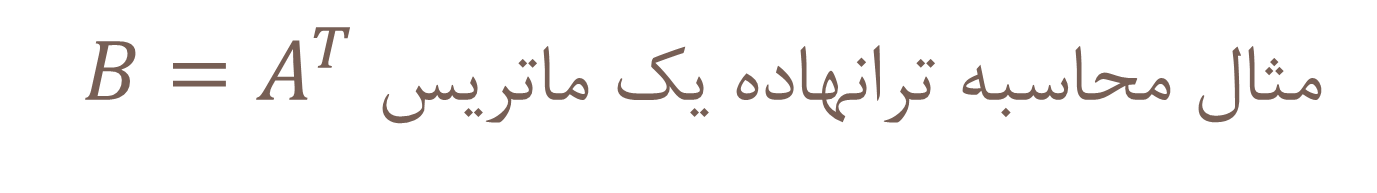 مثال محاسبه ترانهاده یک ماتریس B = A^T